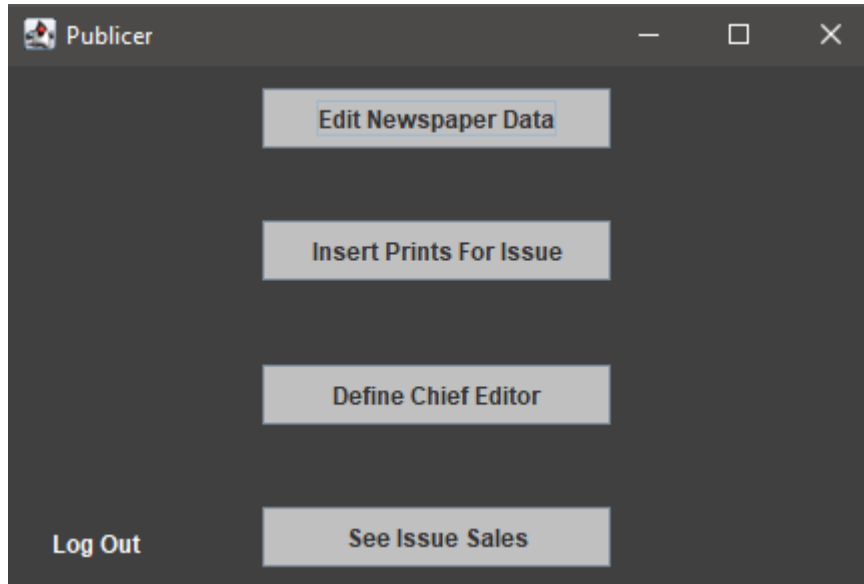 Publicer
Edit Newspaper Data
Insert Prints For Issue
Define Chief Editor
See Issue Sales
Log Out